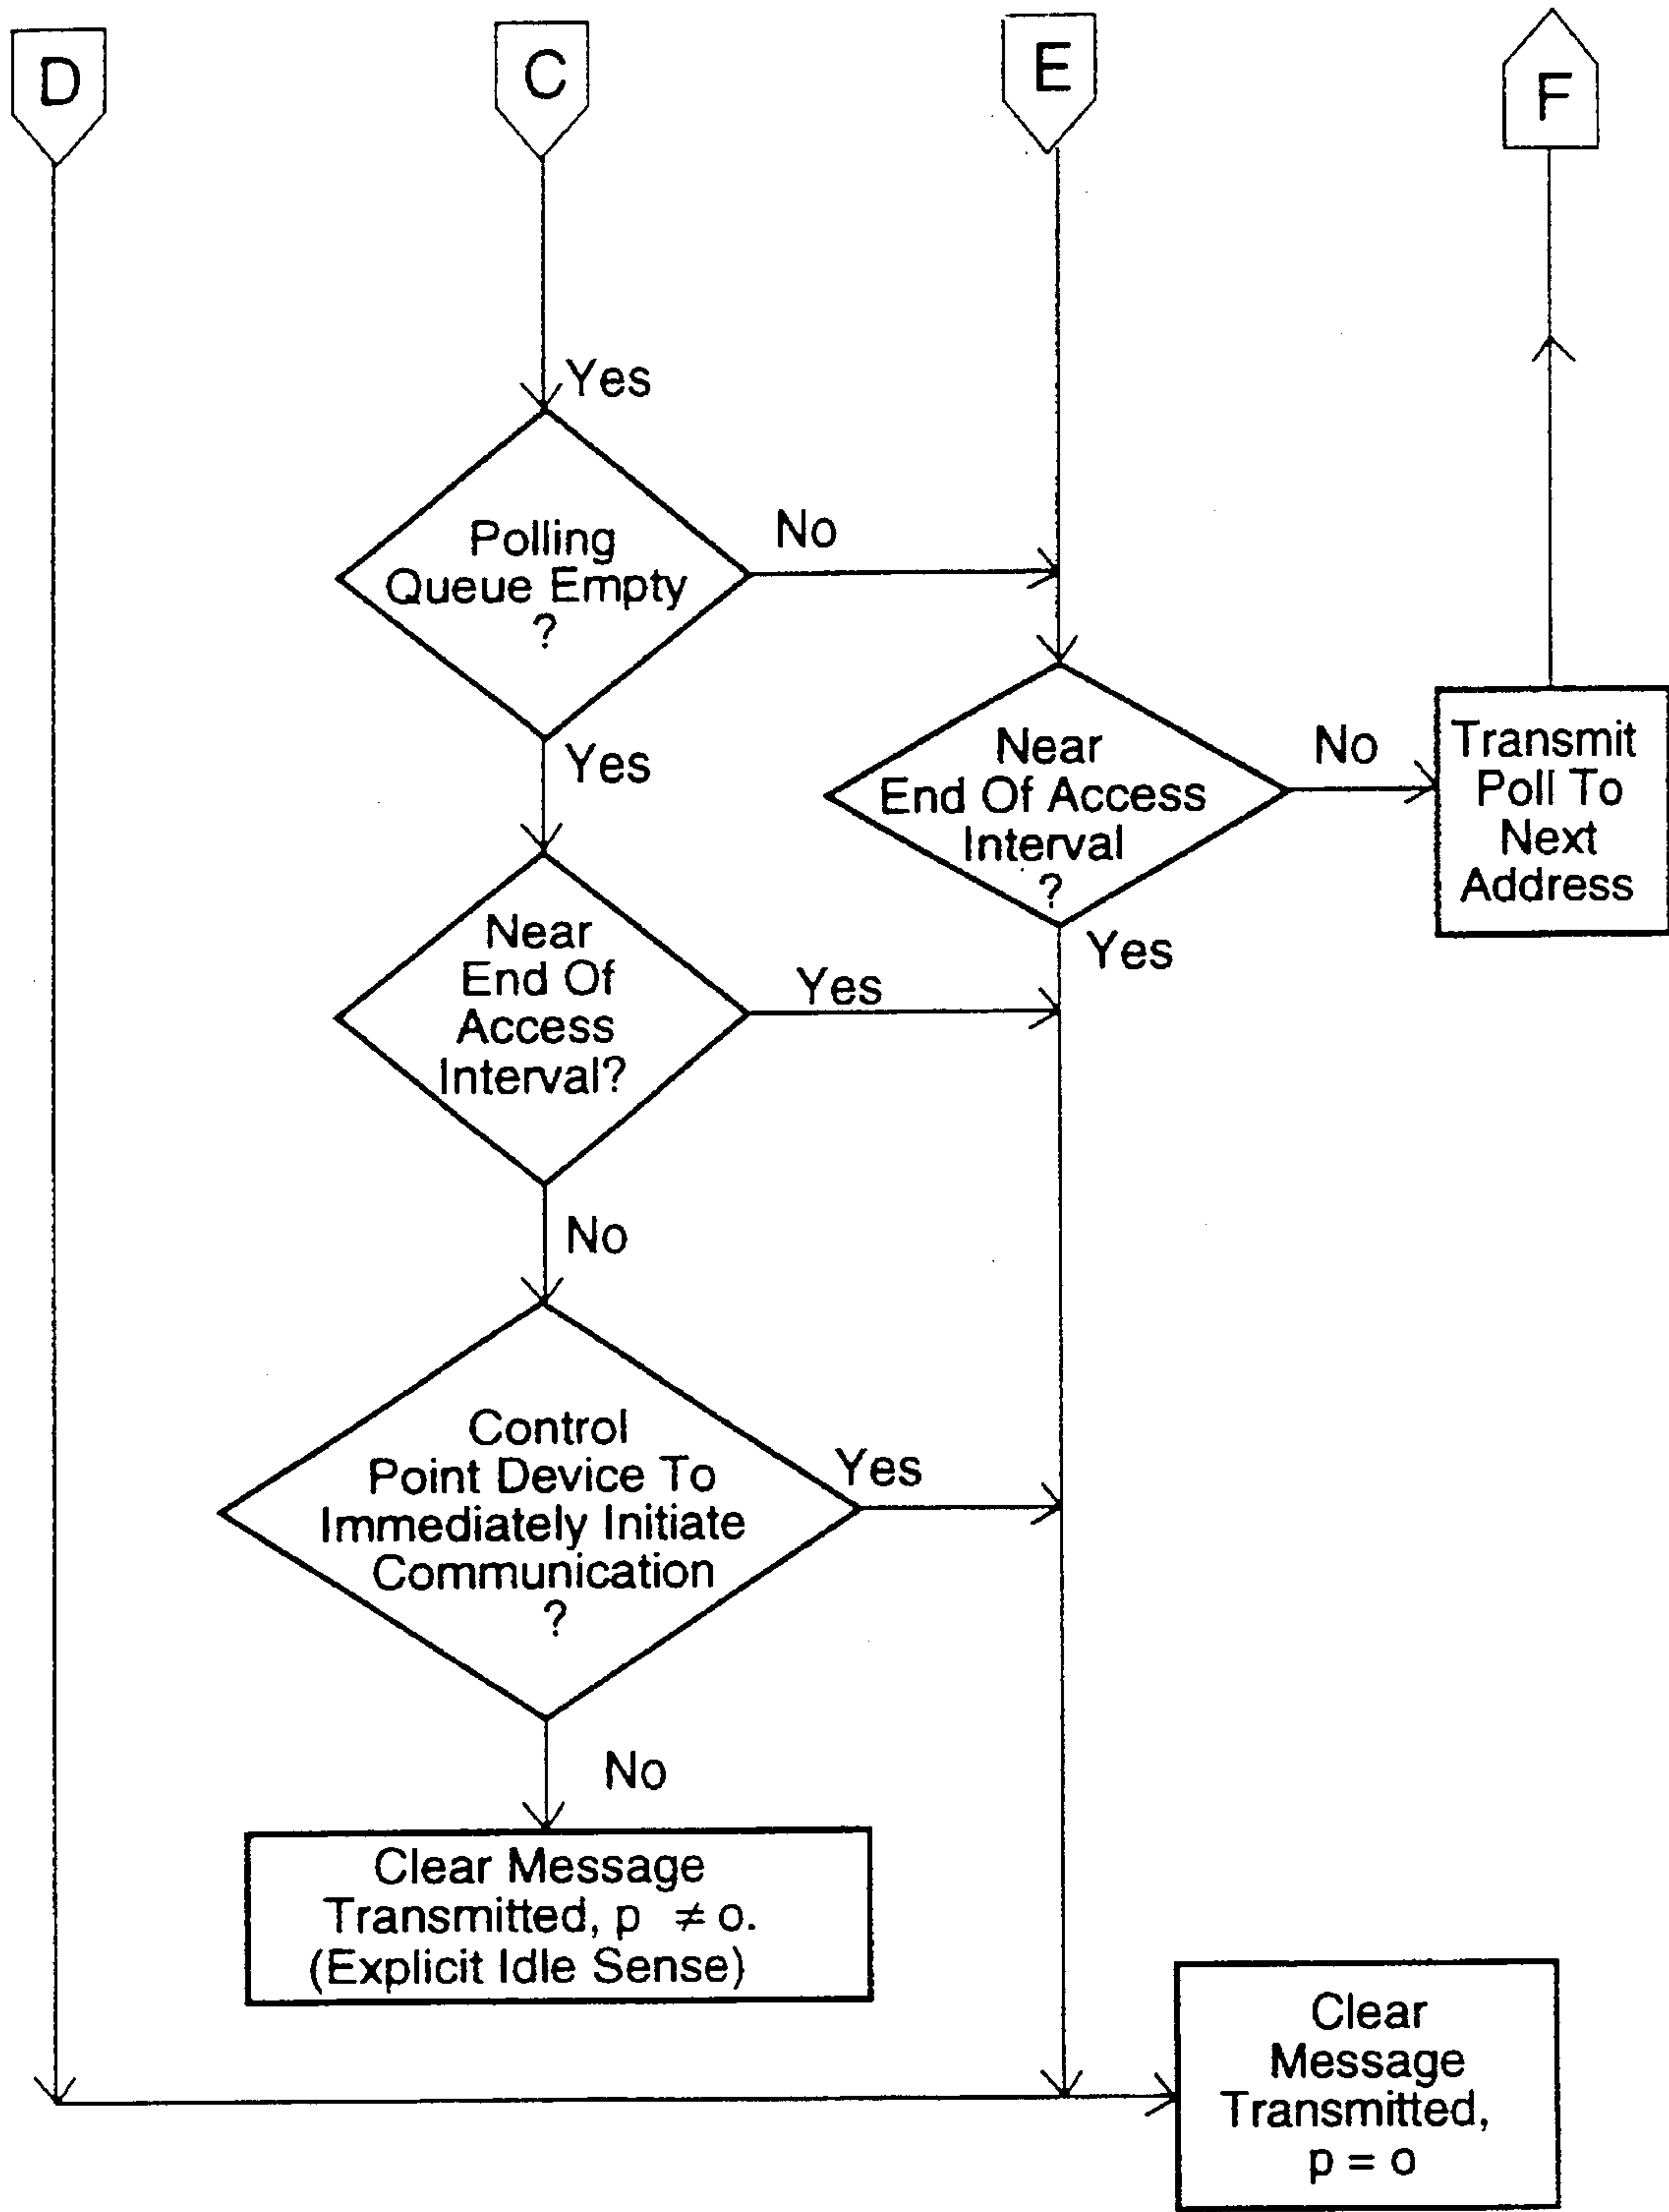 D
C
E
F
Yes
Polling
Queue Empty
?
No
Yes
Near
End Of Access
Interval
?
No
Yes
Transmit
Poll To
Next
Address
Near
End Of
Access
Interval?
Yes
No
Control
Point Device To
Immediately Initiate
Communication
?
Yes
No
Clear Message
Transmitted, p ≠ o.
(Explicit Idle Sense)
Clear
Message
Transmitted,
p = o